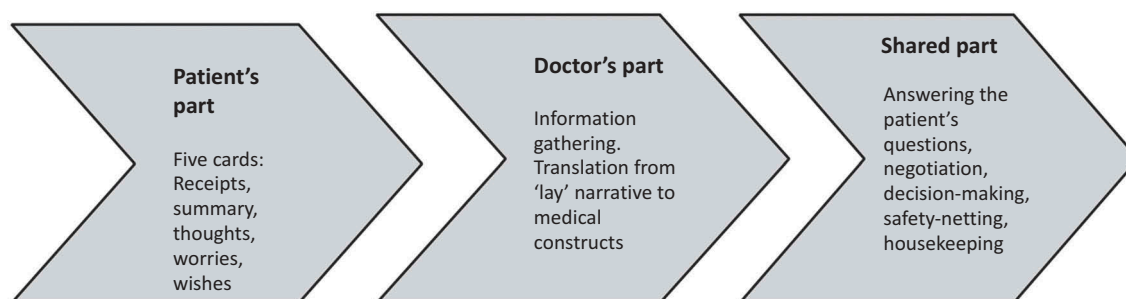 Patient’s
part
Five cards:
Receipts,
summary,
thoughts,
worries,
wishes
Doctor’s part
Information
gathering.
Translation from
‘lay’ narrative to
medical
constructs
Shared part
Answering the
patient’s
questions,
negotiation,
decision-making,
safety-netting,
housekeeping